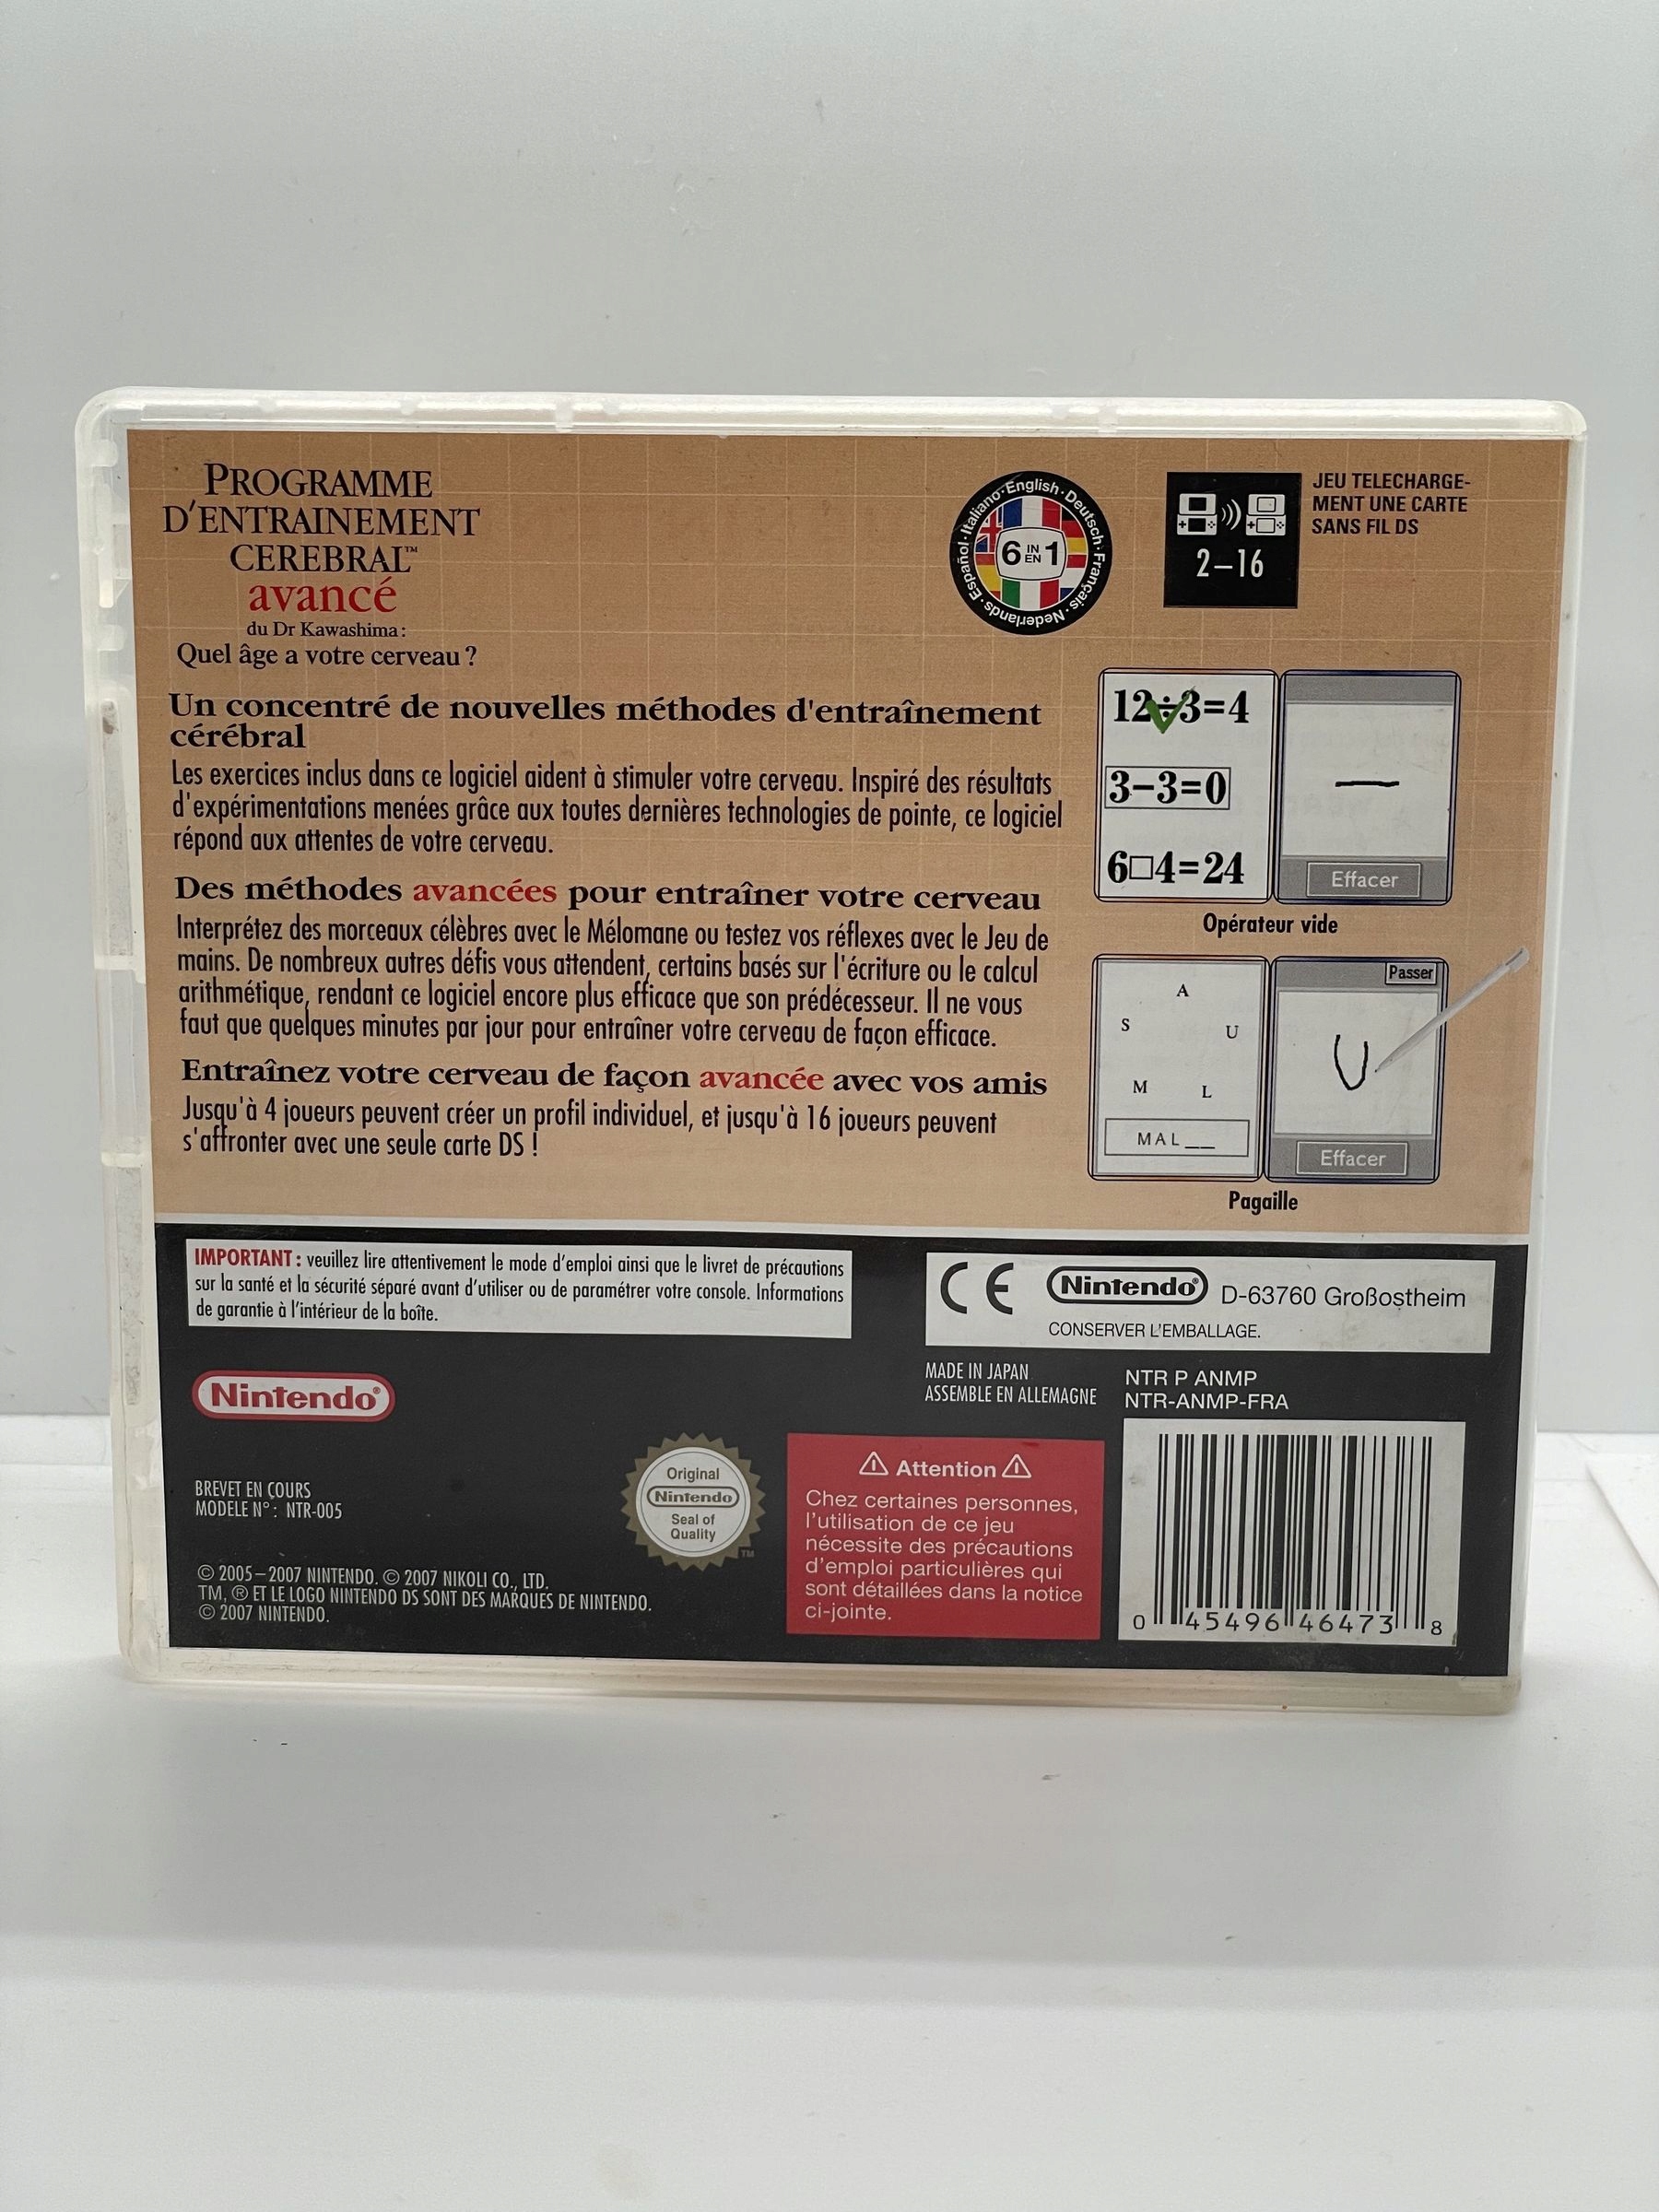 PROGRAMME
D'ENTRAINEMENT
CEREBRAL™
avancé
du Dr Kawashima :
Quel âge a votre cerveau ?
English · Deutsch · Français · Nederlands · Español · Italiano ·
6 IN EN 1
2–16
JEU TELECHARGE-
MENT UNE CARTE
SANS FIL DS
Un concentré de nouvelles méthodes d'entraînement
cérébral
Les exercices inclus dans ce logiciel aident à stimuler votre cerveau. Inspiré des résultats
d'expérimentations menées grâce aux toutes dernières technologies de pointe, ce logiciel
répond aux attentes de votre cerveau.
Des méthodes avancées pour entraîner votre cerveau
Interprétez des morceaux célèbres avec le Mélomane ou testez vos réflexes avec le Jeu de
mains. De nombreux autres défis vous attendent, certains basés sur l'écriture ou le calcul
arithmétique, rendant ce logiciel encore plus efficace que son prédécesseur. Il ne vous
faut que quelques minutes par jour pour entraîner votre cerveau de façon efficace.
Entraînez votre cerveau de façon avancée avec vos amis
Jusqu'à 4 joueurs peuvent créer un profil individuel, et jusqu'à 16 joueurs peuvent
s'affronter avec une seule carte DS !
12÷3=4
3−3=0
6□4=24
Effacer
Opérateur vide
Passer
A
S
U
M
L
MAL__
U
Effacer
Pagaille
IMPORTANT : veuillez lire attentivement le mode d'emploi ainsi que le livret de précautions
sur la santé et la sécurité séparé avant d'utiliser ou de paramétrer votre console. Informations
de garantie à l'intérieur de la boîte.
CE Nintendo® D-63760 Großostheim
CONSERVER L'EMBALLAGE.
Nintendo®
MADE IN JAPAN
ASSEMBLE EN ALLEMAGNE
NTR P ANMP
NTR-ANMP-FRA
BREVET EN COURS
MODELE N° : NTR-005
Original
Nintendo
Seal of
Quality
TM
⚠ Attention ⚠
Chez certaines personnes,
l'utilisation de ce jeu
nécessite des précautions
d'emploi particulières qui
sont détaillées dans la notice
ci-jointe.
© 2005–2007 NINTENDO. © 2007 NIKOLI CO., LTD.
TM, ® ET LE LOGO NINTENDO DS SONT DES MARQUES DE NINTENDO.
© 2007 NINTENDO.
0 45496 46473 8